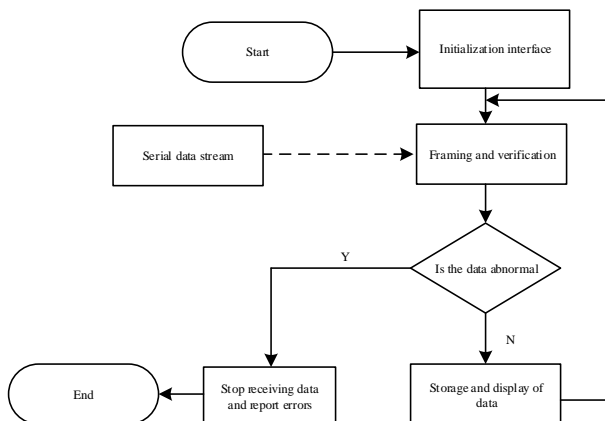 Start
Initialization interface
Serial data stream
Framing and verification
Is the data abnormal
Y
N
End
Stop receiving data
and report errors
Storage and display of
data